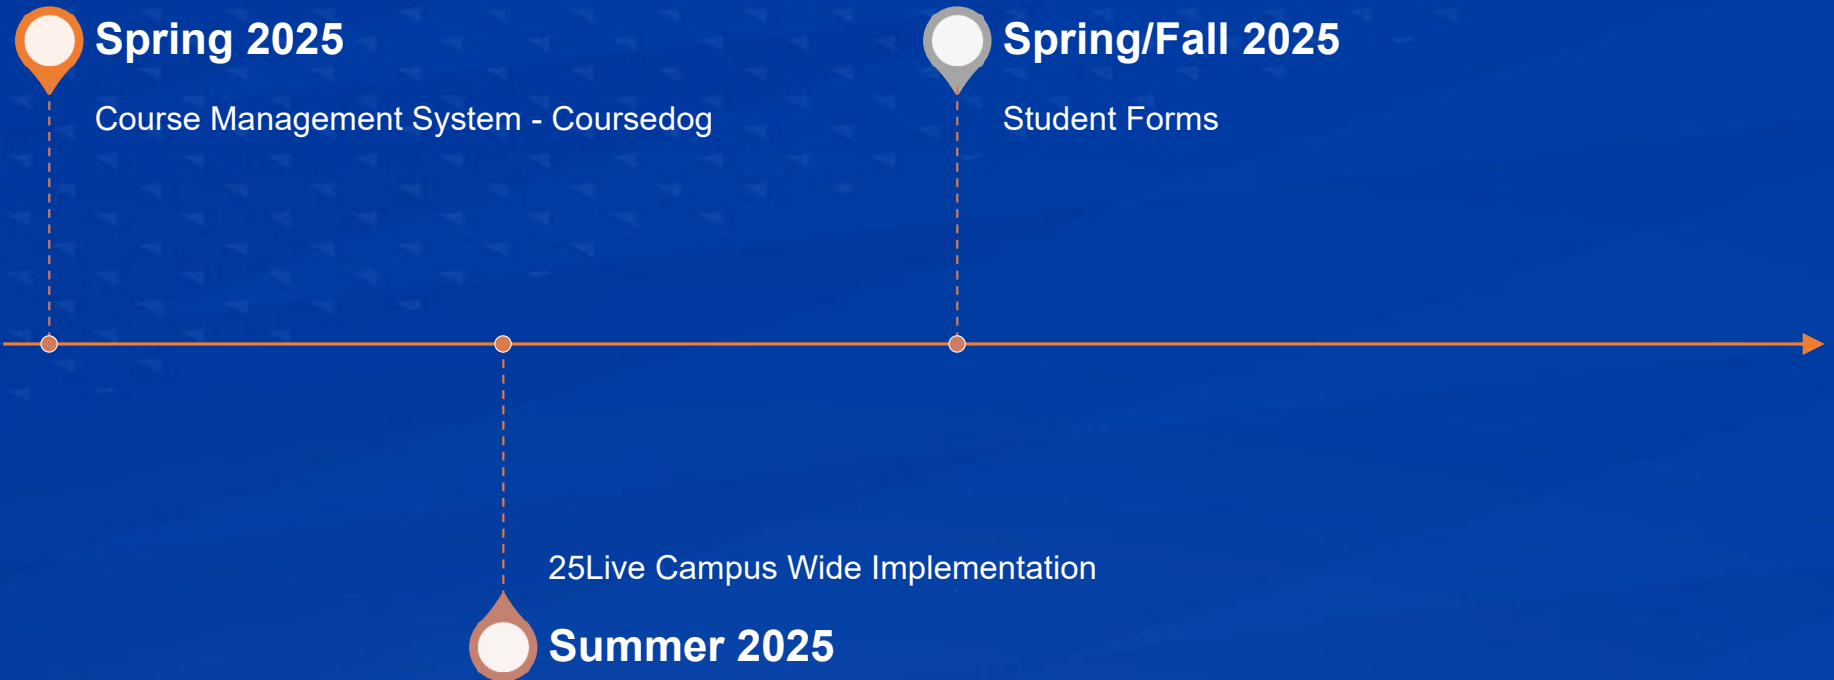 Spring 2025
Course Management System - Coursedog
Spring/Fall 2025
Student Forms
25Live Campus Wide Implementation
Summer 2025